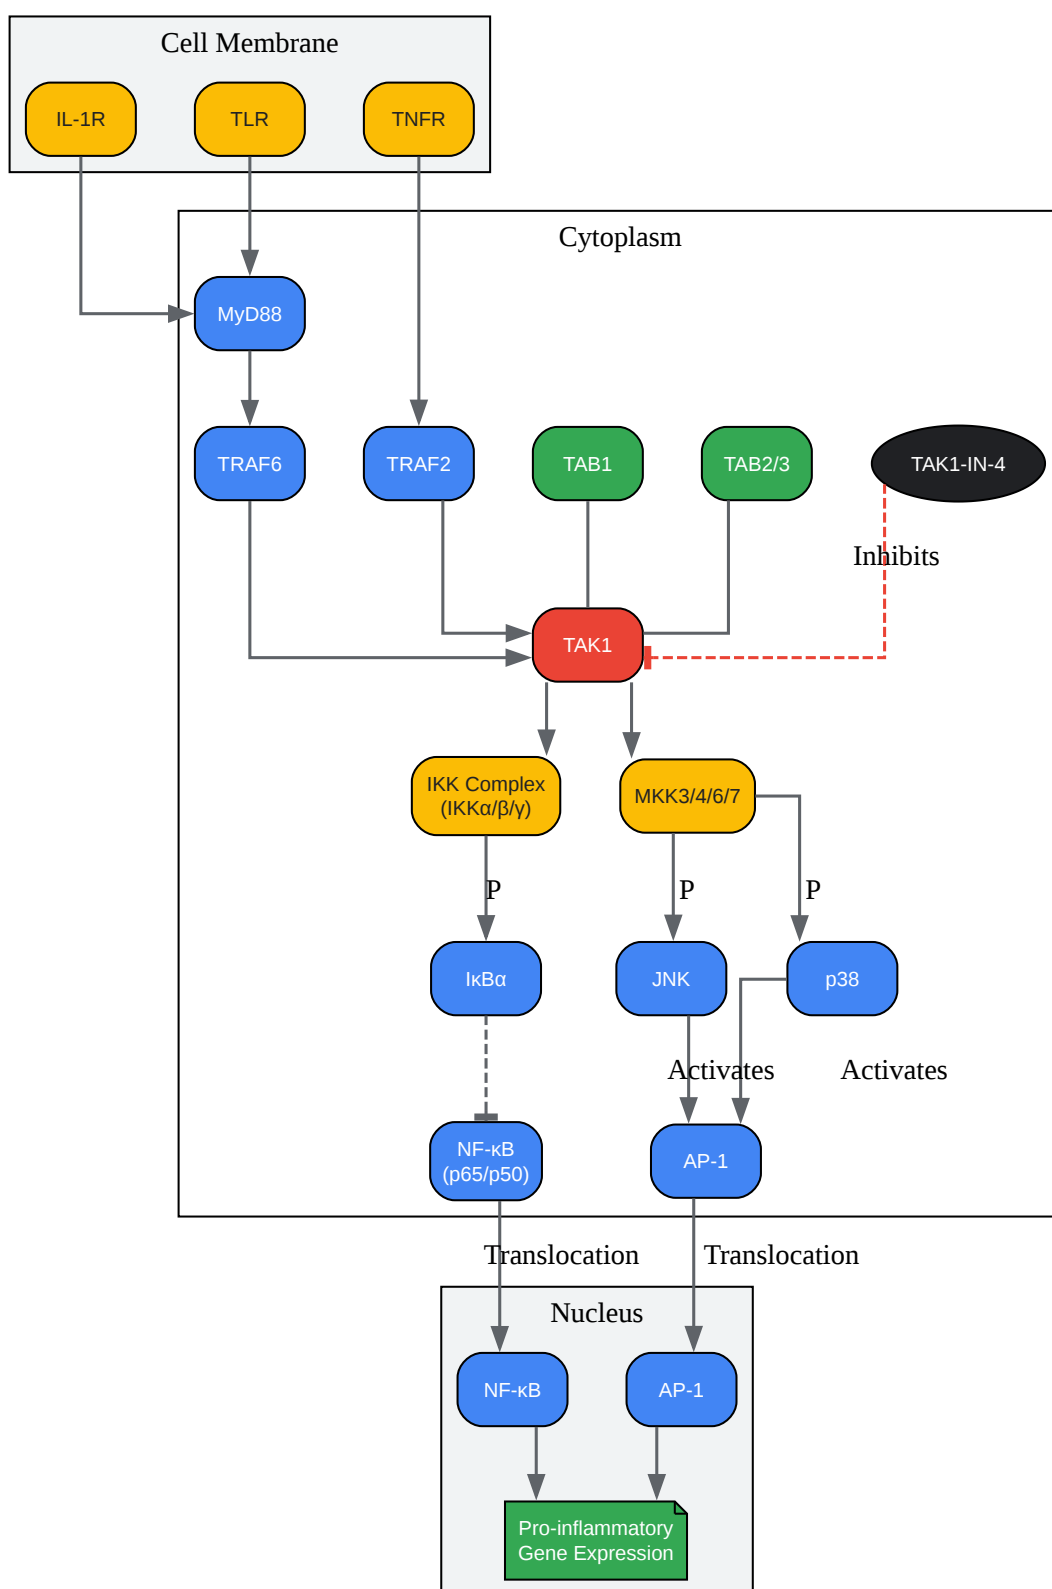 Cell Membrane
IL-1R
TLR
TNFR
Cytoplasm
MyD88
TRAF6
TRAF2
TAB1
TAB2/3
TAK1-IN-4
Inhibits
TAK1
IKK Complex
(IKKα/β/γ)
MKK3/4/6/7
P
P
P
IκBα
JNK
p38
Activates
Activates
NF-κB
(p65/p50)
AP-1
Translocation
Translocation
Nucleus
NF-κB
AP-1
Pro-inflammatory
Gene Expression